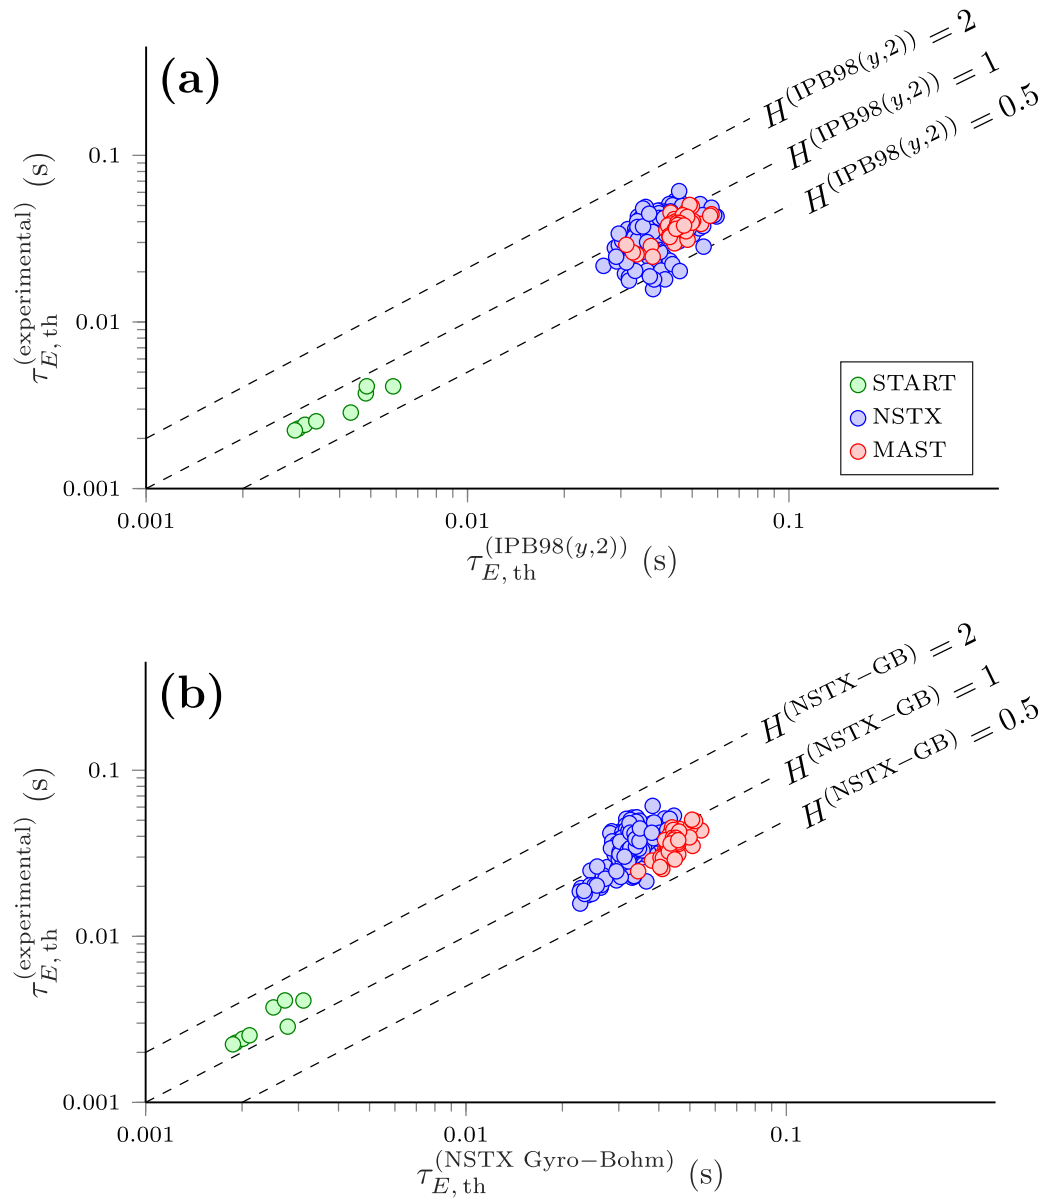 (a)
H^(IPB98(y,2)) = 2
H^(IPB98(y,2)) = 1
H^(IPB98(y,2)) = 0.5
τ_E, th^(experimental) (s)
0.1
0.01
0.001
START
NSTX
MAST
0.001 0.01 0.1
τ_E, th^(IPB98(y,2)) (s)
(b)
H^(NSTX−GB) = 2
H^(NSTX−GB) = 1
H^(NSTX−GB) = 0.5
τ_E, th^(experimental) (s)
0.1
0.01
0.001
0.001 0.01 0.1
τ_E, th^(NSTX Gyro−Bohm) (s)